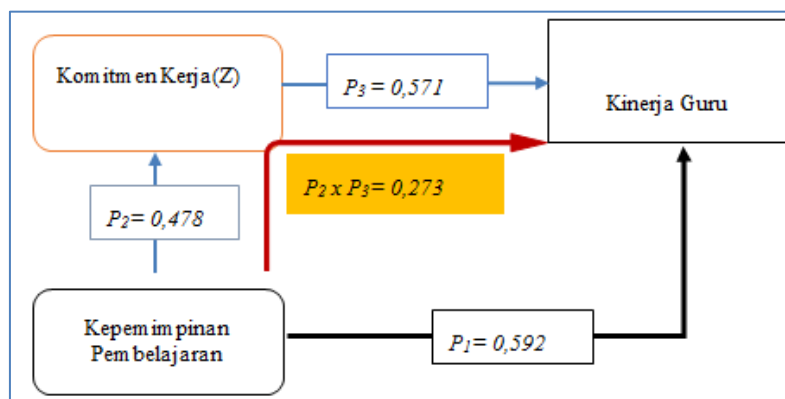 Komitmen Kerja(Z)
P3 = 0,571
Kinerja Guru
P2 x P3= 0,273
P2= 0,478
Kepemimpinan
Pembelajaran
P1= 0,592